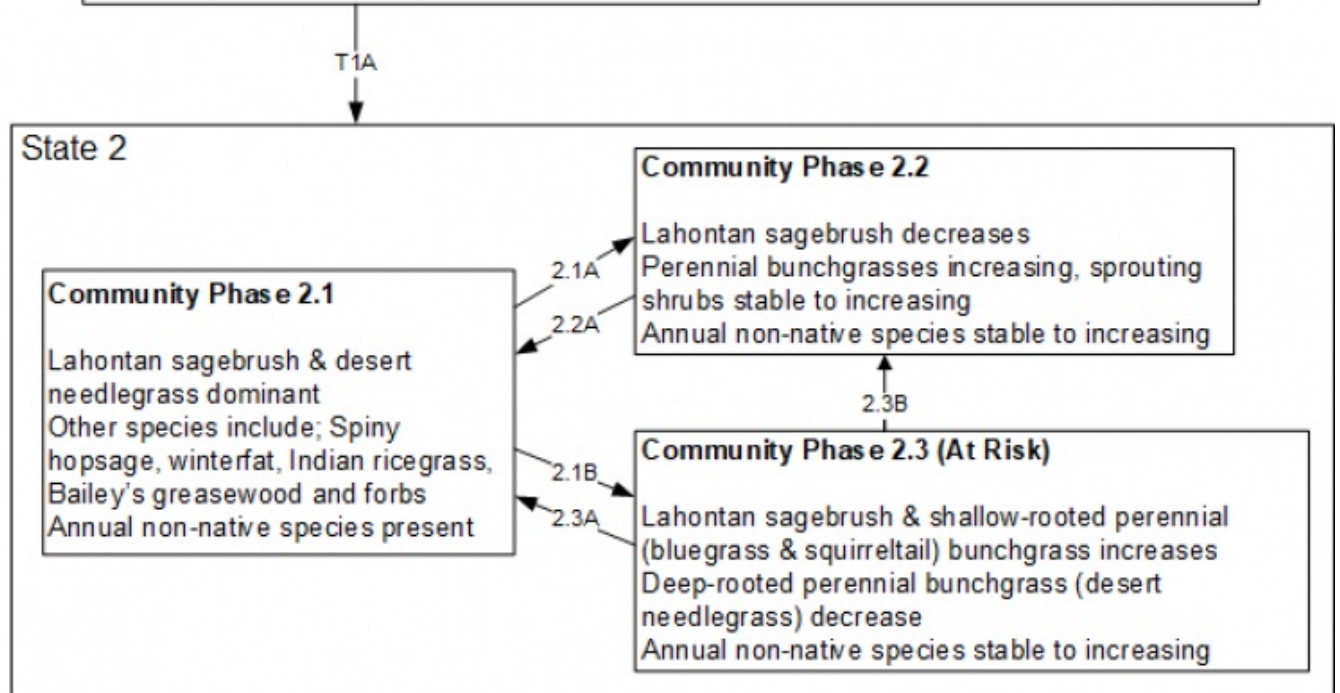 T1A
State 2
Community Phase 2.2
Lahontan sagebrush decreases
Perennial bunchgrasses increasing, sprouting
shrubs stable to increasing
Annual non-native species stable to increasing
2.1A
2.2A
Community Phase 2.1
Lahontan sagebrush & desert
needlegrass dominant
Other species include; Spiny
hopsage, winterfat, Indian ricegrass,
Bailey's greasewood and forbs
Annual non-native species present
2.3B
2.1B
2.3A
Community Phase 2.3 (At Risk)
Lahontan sagebrush & shallow-rooted perennial
(bluegrass & squirreltail) bunchgrass increases
Deep-rooted perennial bunchgrass (desert
needlegrass) decrease
Annual non-native species stable to increasing